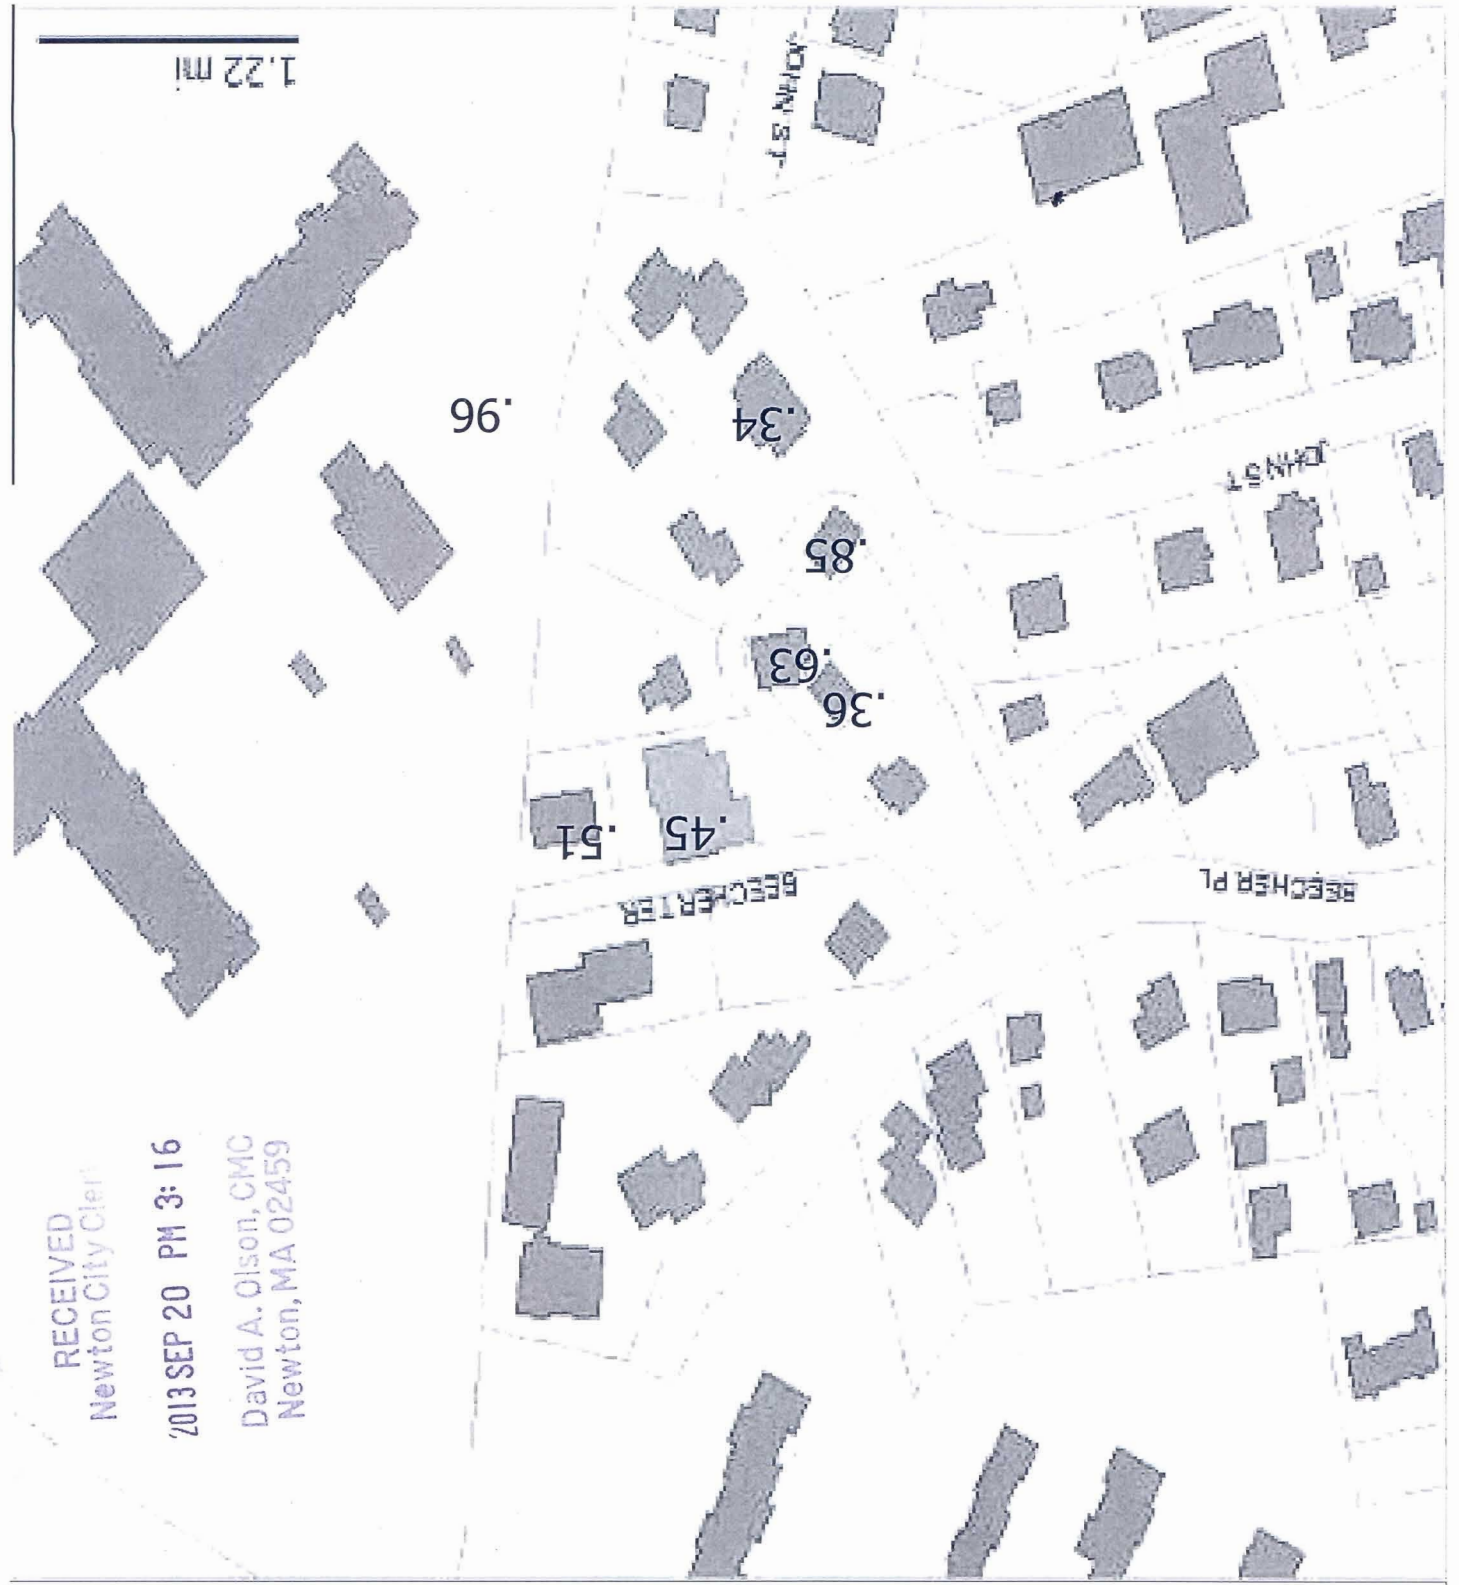 1.22 mi
JOHN ST
.96
.34
JOHN ST
.85
.63
.36
.51
.45
BEECHER TER
BEECHER PL
RECEIVED
Newton City Clerk
2013 SEP 20 PM 3:16
David A. Olson, CMC
Newton, MA 02459